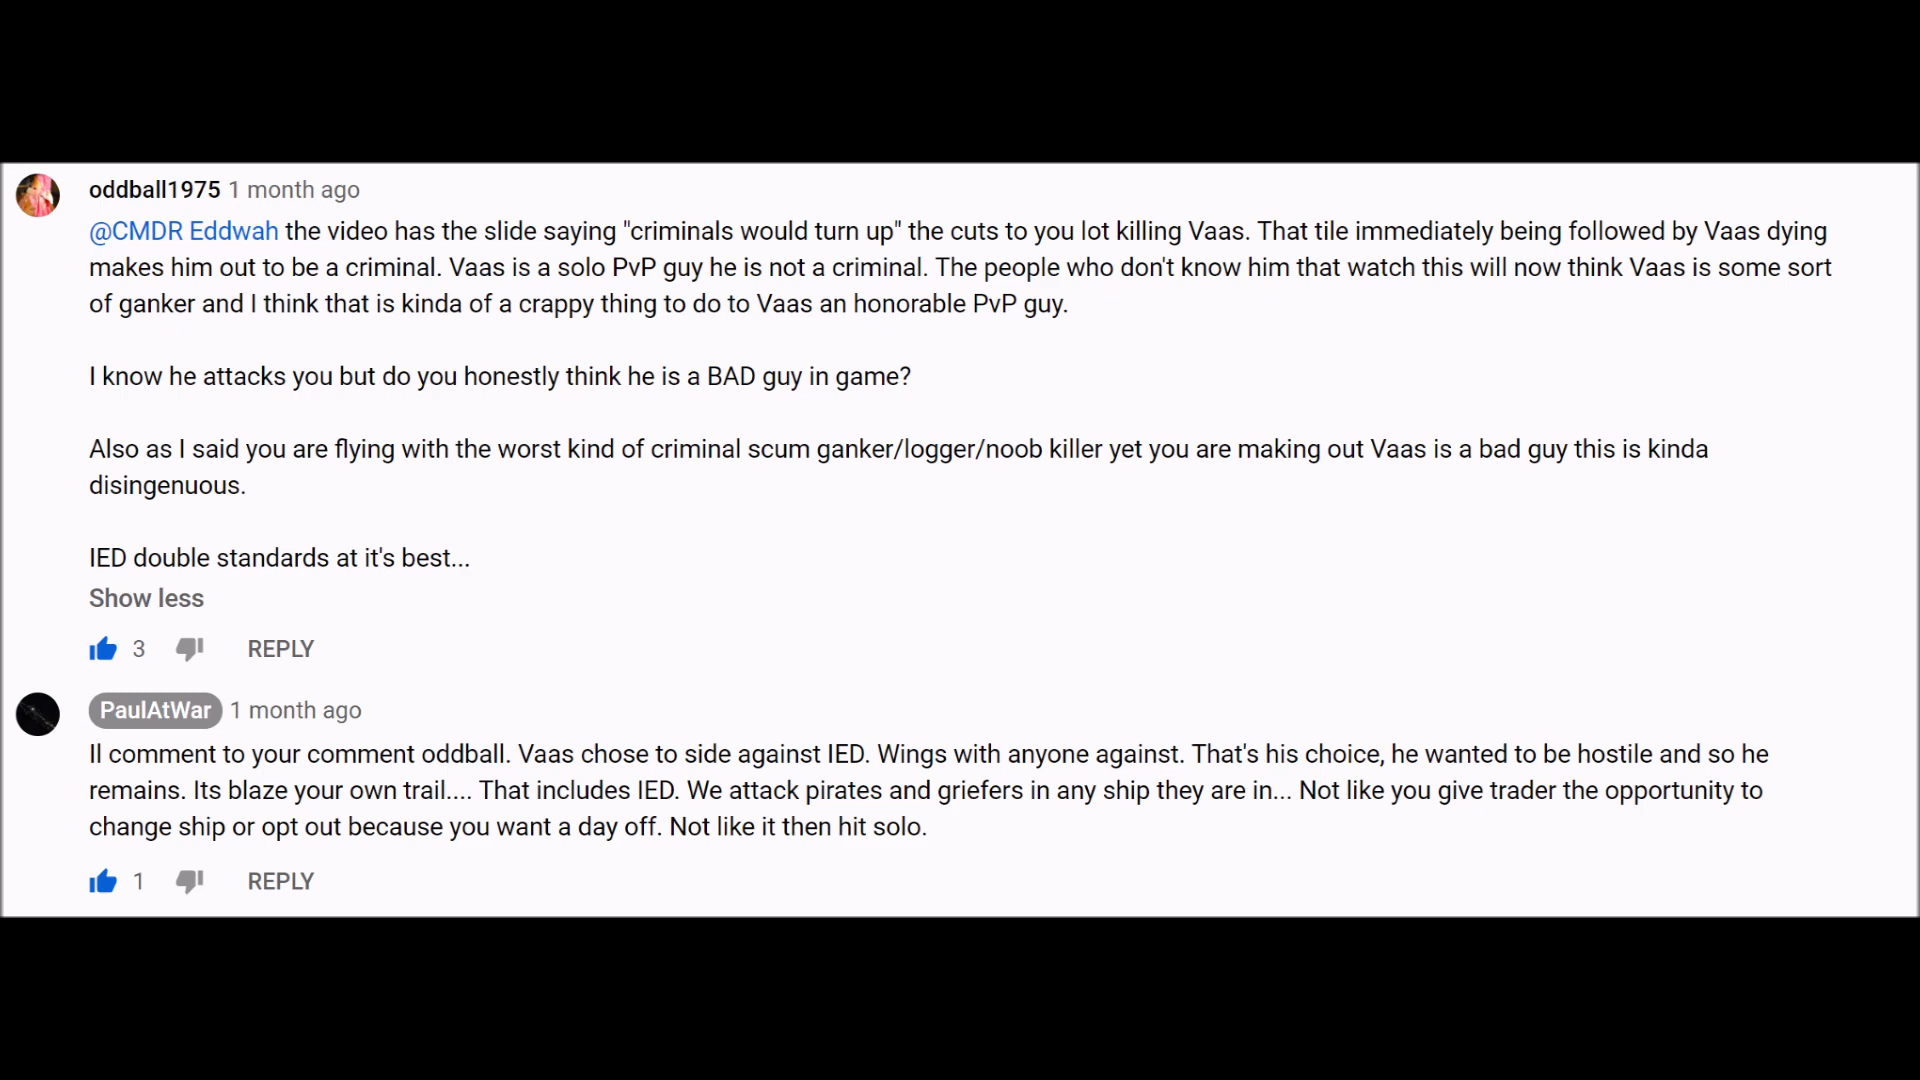 oddball1975 1 month ago
@CMDR Eddwah the video has the slide saying "criminals would turn up" the cuts to you lot killing Vaas. That tile immediately being followed by Vaas dying
makes him out to be a criminal. Vaas is a solo PvP guy he is not a criminal. The people who don't know him that watch this will now think Vaas is some sort
of ganker and I think that is kinda of a crappy thing to do to Vaas an honorable PvP guy.
I know he attacks you but do you honestly think he is a BAD guy in game?
Also as I said you are flying with the worst kind of criminal scum ganker/logger/noob killer yet you are making out Vaas is a bad guy this is kinda
disingenuous.
IED double standards at it's best...
Show less
3 REPLY
PaulAtWar 1 month ago
Il comment to your comment oddball. Vaas chose to side against IED. Wings with anyone against. That's his choice, he wanted to be hostile and so he
remains. Its blaze your own trail.... That includes IED. We attack pirates and griefers in any ship they are in... Not like you give trader the opportunity to
change ship or opt out because you want a day off. Not like it then hit solo.
1 REPLY